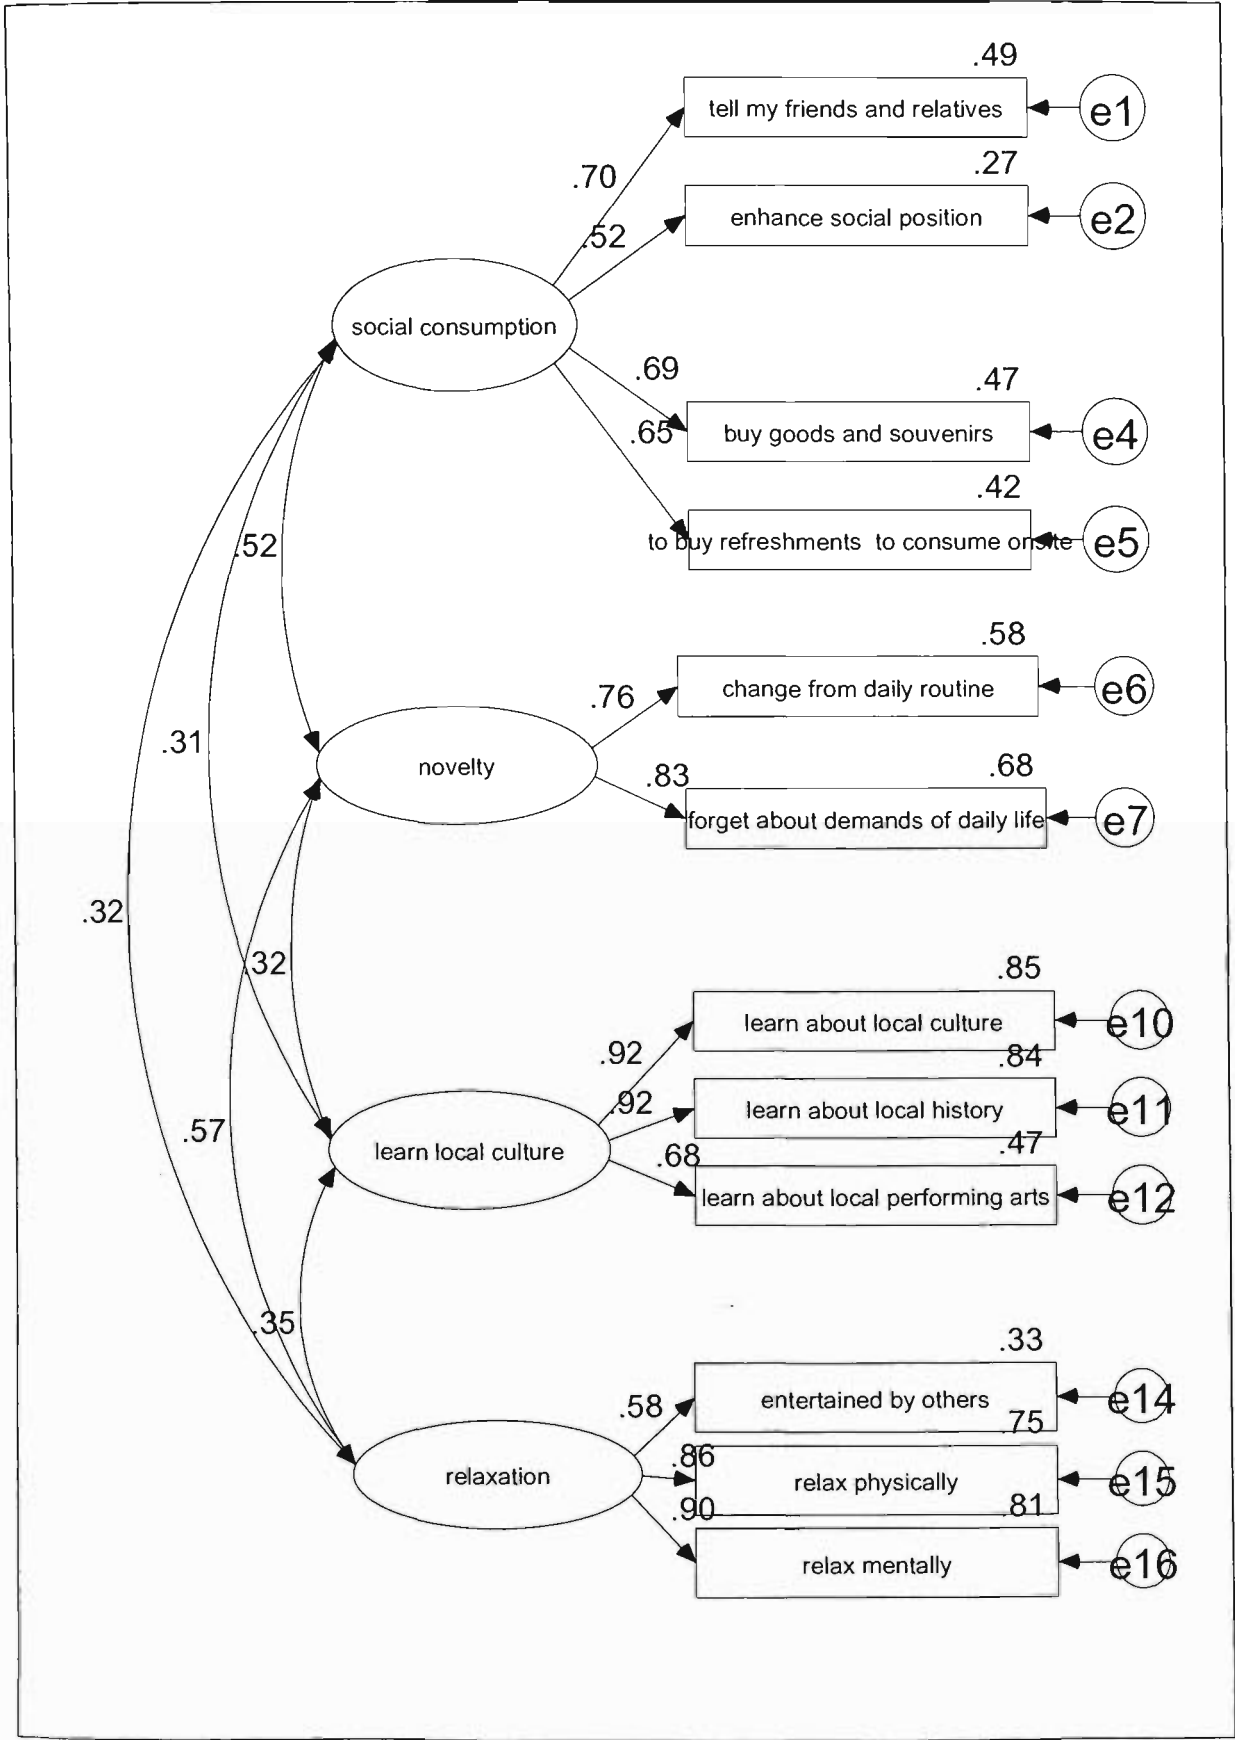 .49
tell my friends and relatives
e1
.70
.27
enhance social position
e2
.52
social consumption
.69
.47
buy goods and souvenirs
e4
.65
.42
to buy refreshments to consume onsite
e5
.52
.58
change from daily routine
e6
.76
.31
novelty
.83
.68
forget about demands of daily life
e7
.32
.32
.85
learn about local culture
e10
.92
.84
learn about local history
e11
.92
.57
learn local culture
.68
.47
learn about local performing arts
e12
.35
.33
entertained by others
e14
.58
.75
relax physically
e15
.86
relaxation
.90
.81
relax mentally
e16